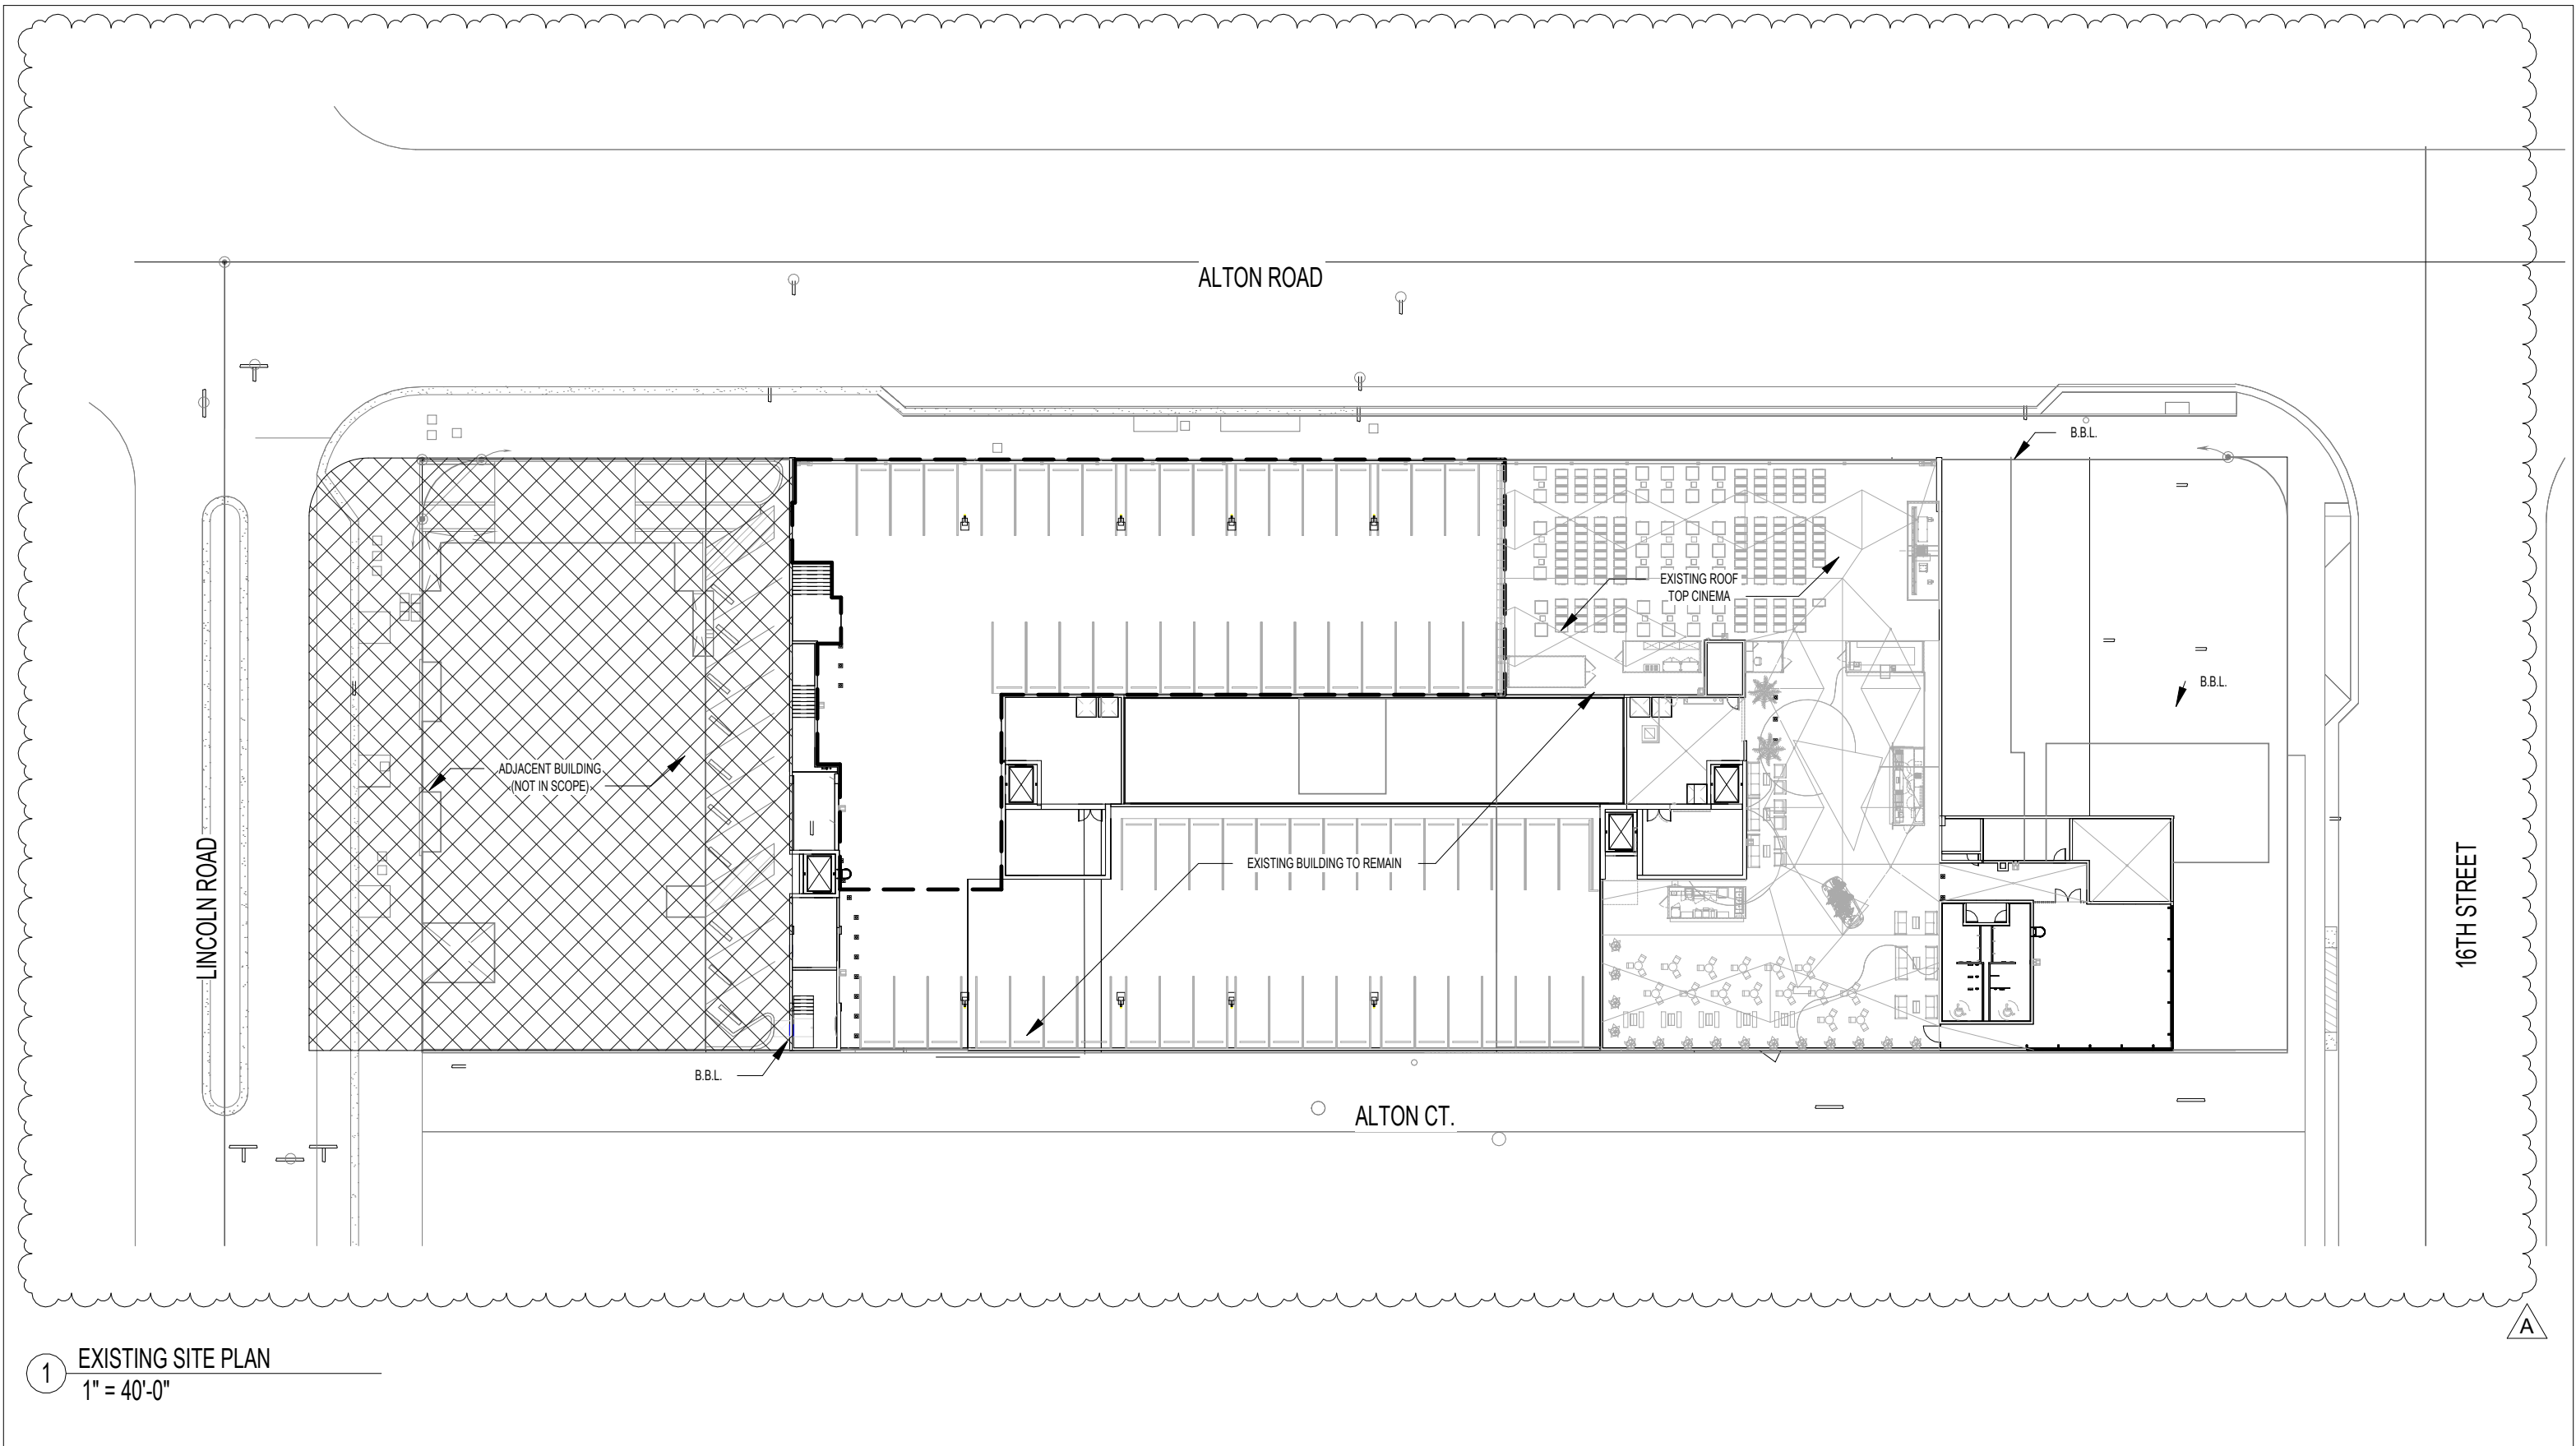 ALTON ROAD
B.B.L.
EXISTING ROOF
TOP CINEMA
B.B.L.
ADJACENT BUILDING
(NOT IN SCOPE)
LINCOLN ROAD
EXISTING BUILDING TO REMAIN
16TH STREET
B.B.L.
ALTON CT.
A
1
EXISTING SITE PLAN
1" = 40'-0"